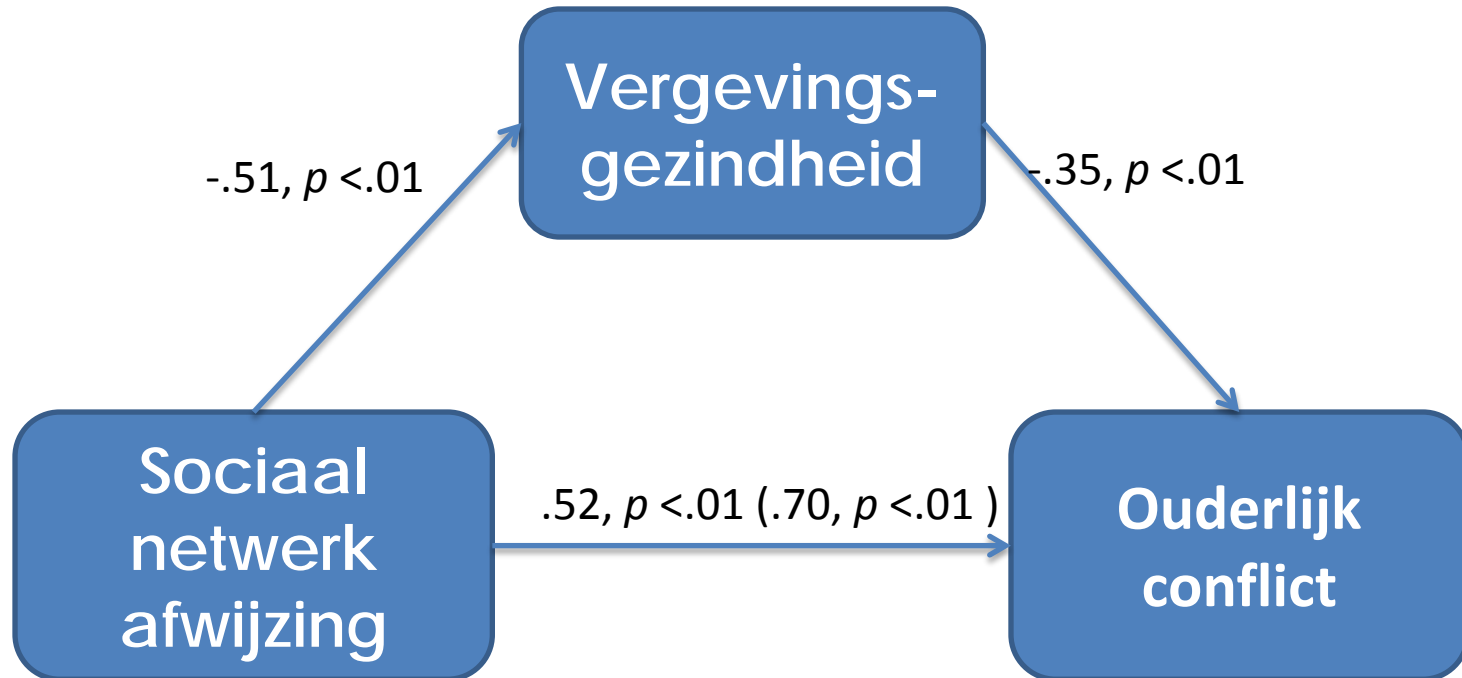 Vergevings-
gezindheid
-.51, p <.01
-.35, p <.01
Sociaal
netwerk
afwijzing
.52, p <.01 (.70, p <.01 )
Ouderlijk
conflict